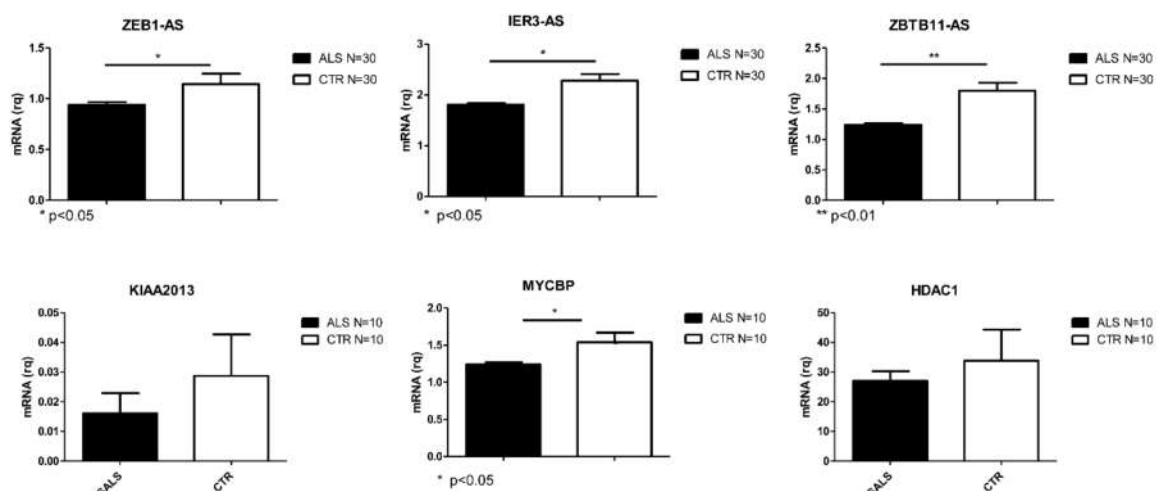 ZEB1-AS
1.5
1.0
0.5
0.0
mRNA (rq)
*
ALS N=30
CTR N=30
* p<0.05
IER3-AS
3
2
1
0
mRNA (rq)
*
ALS N=30
CTR N=30
* p<0.05
ZBTB11-AS
2.5
2.0
1.5
1.0
0.5
0.0
mRNA (rq)
**
ALS N=30
CTR N=30
** p<0.01
KIAA2013
0.05
0.04
0.03
0.02
0.01
0.00
mRNA (rq)
ALS N=10
CTR N=10
SALS
CTR
MYCBP
2.0
1.5
1.0
0.5
0.0
mRNA (rq)
*
ALS N=10
CTR N=10
* p<0.05
HDAC1
50
40
30
20
10
0
mRNA (rq)
ALS N=10
CTR N=10
SALS
CTR